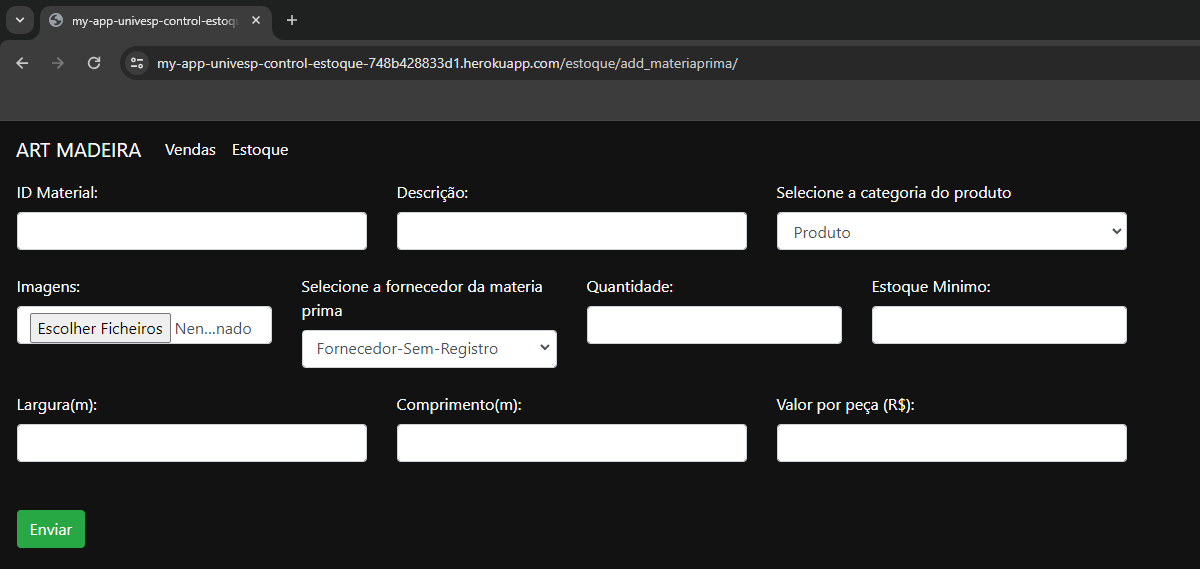 my-app-univesp-control-estoqu
my-app-univesp-control-estoque-748b428833d1.herokuapp.com/estoque/add_materiaprima/
ART MADEIRA Vendas Estoque
ID Material: Descrição: Selecione a categoria do produto
Produto
Imagens: Selecione a fornecedor da materia prima Quantidade: Estoque Minimo:
Escolher Ficheiros Nen...nado Fornecedor-Sem-Registro
Largura(m): Comprimento(m): Valor por peça (R$):
Enviar